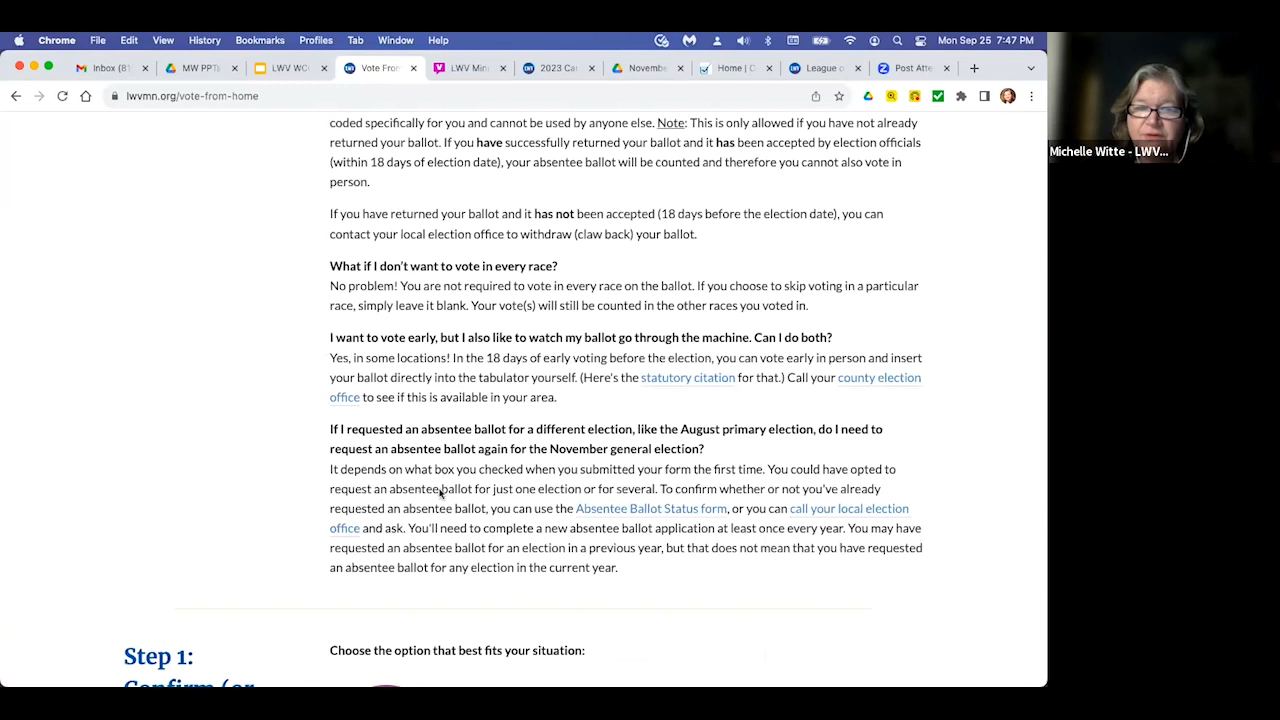 Chrome File Edit View History Bookmarks Profiles Tab Window Help Mon Sep 25 7:47 PM
Inbox (81 MW PPT LWV WC Vote From LWV Min 2023 Ca Novembe Home | C League o Post Atte
lwvmn.org/vote-from-home
coded specifically for you and cannot be used by anyone else. Note: This is only allowed if you have not already
returned your ballot. If you have successfully returned your ballot and it has been accepted by election officials
(within 18 days of election date), your absentee ballot will be counted and therefore you cannot also vote in
person.
Michelle Witte - LWV...
If you have returned your ballot and it has not been accepted (18 days before the election date), you can
contact your local election office to withdraw (claw back) your ballot.
What if I don't want to vote in every race?
No problem! You are not required to vote in every race on the ballot. If you choose to skip voting in a particular
race, simply leave it blank. Your vote(s) will still be counted in the other races you voted in.
I want to vote early, but I also like to watch my ballot go through the machine. Can I do both?
Yes, in some locations! In the 18 days of early voting before the election, you can vote early in person and insert
your ballot directly into the tabulator yourself. (Here's the statutory citation for that.) Call your county election
office to see if this is available in your area.
If I requested an absentee ballot for a different election, like the August primary election, do I need to
request an absentee ballot again for the November general election?
It depends on what box you checked when you submitted your form the first time. You could have opted to
request an absentee ballot for just one election or for several. To confirm whether or not you've already
requested an absentee ballot, you can use the Absentee Ballot Status form, or you can call your local election
office and ask. You'll need to complete a new absentee ballot application at least once every year. You may have
requested an absentee ballot for an election in a previous year, but that does not mean that you have requested
an absentee ballot for any election in the current year.
Step 1:
Choose the option that best fits your situation:
Confirm (or